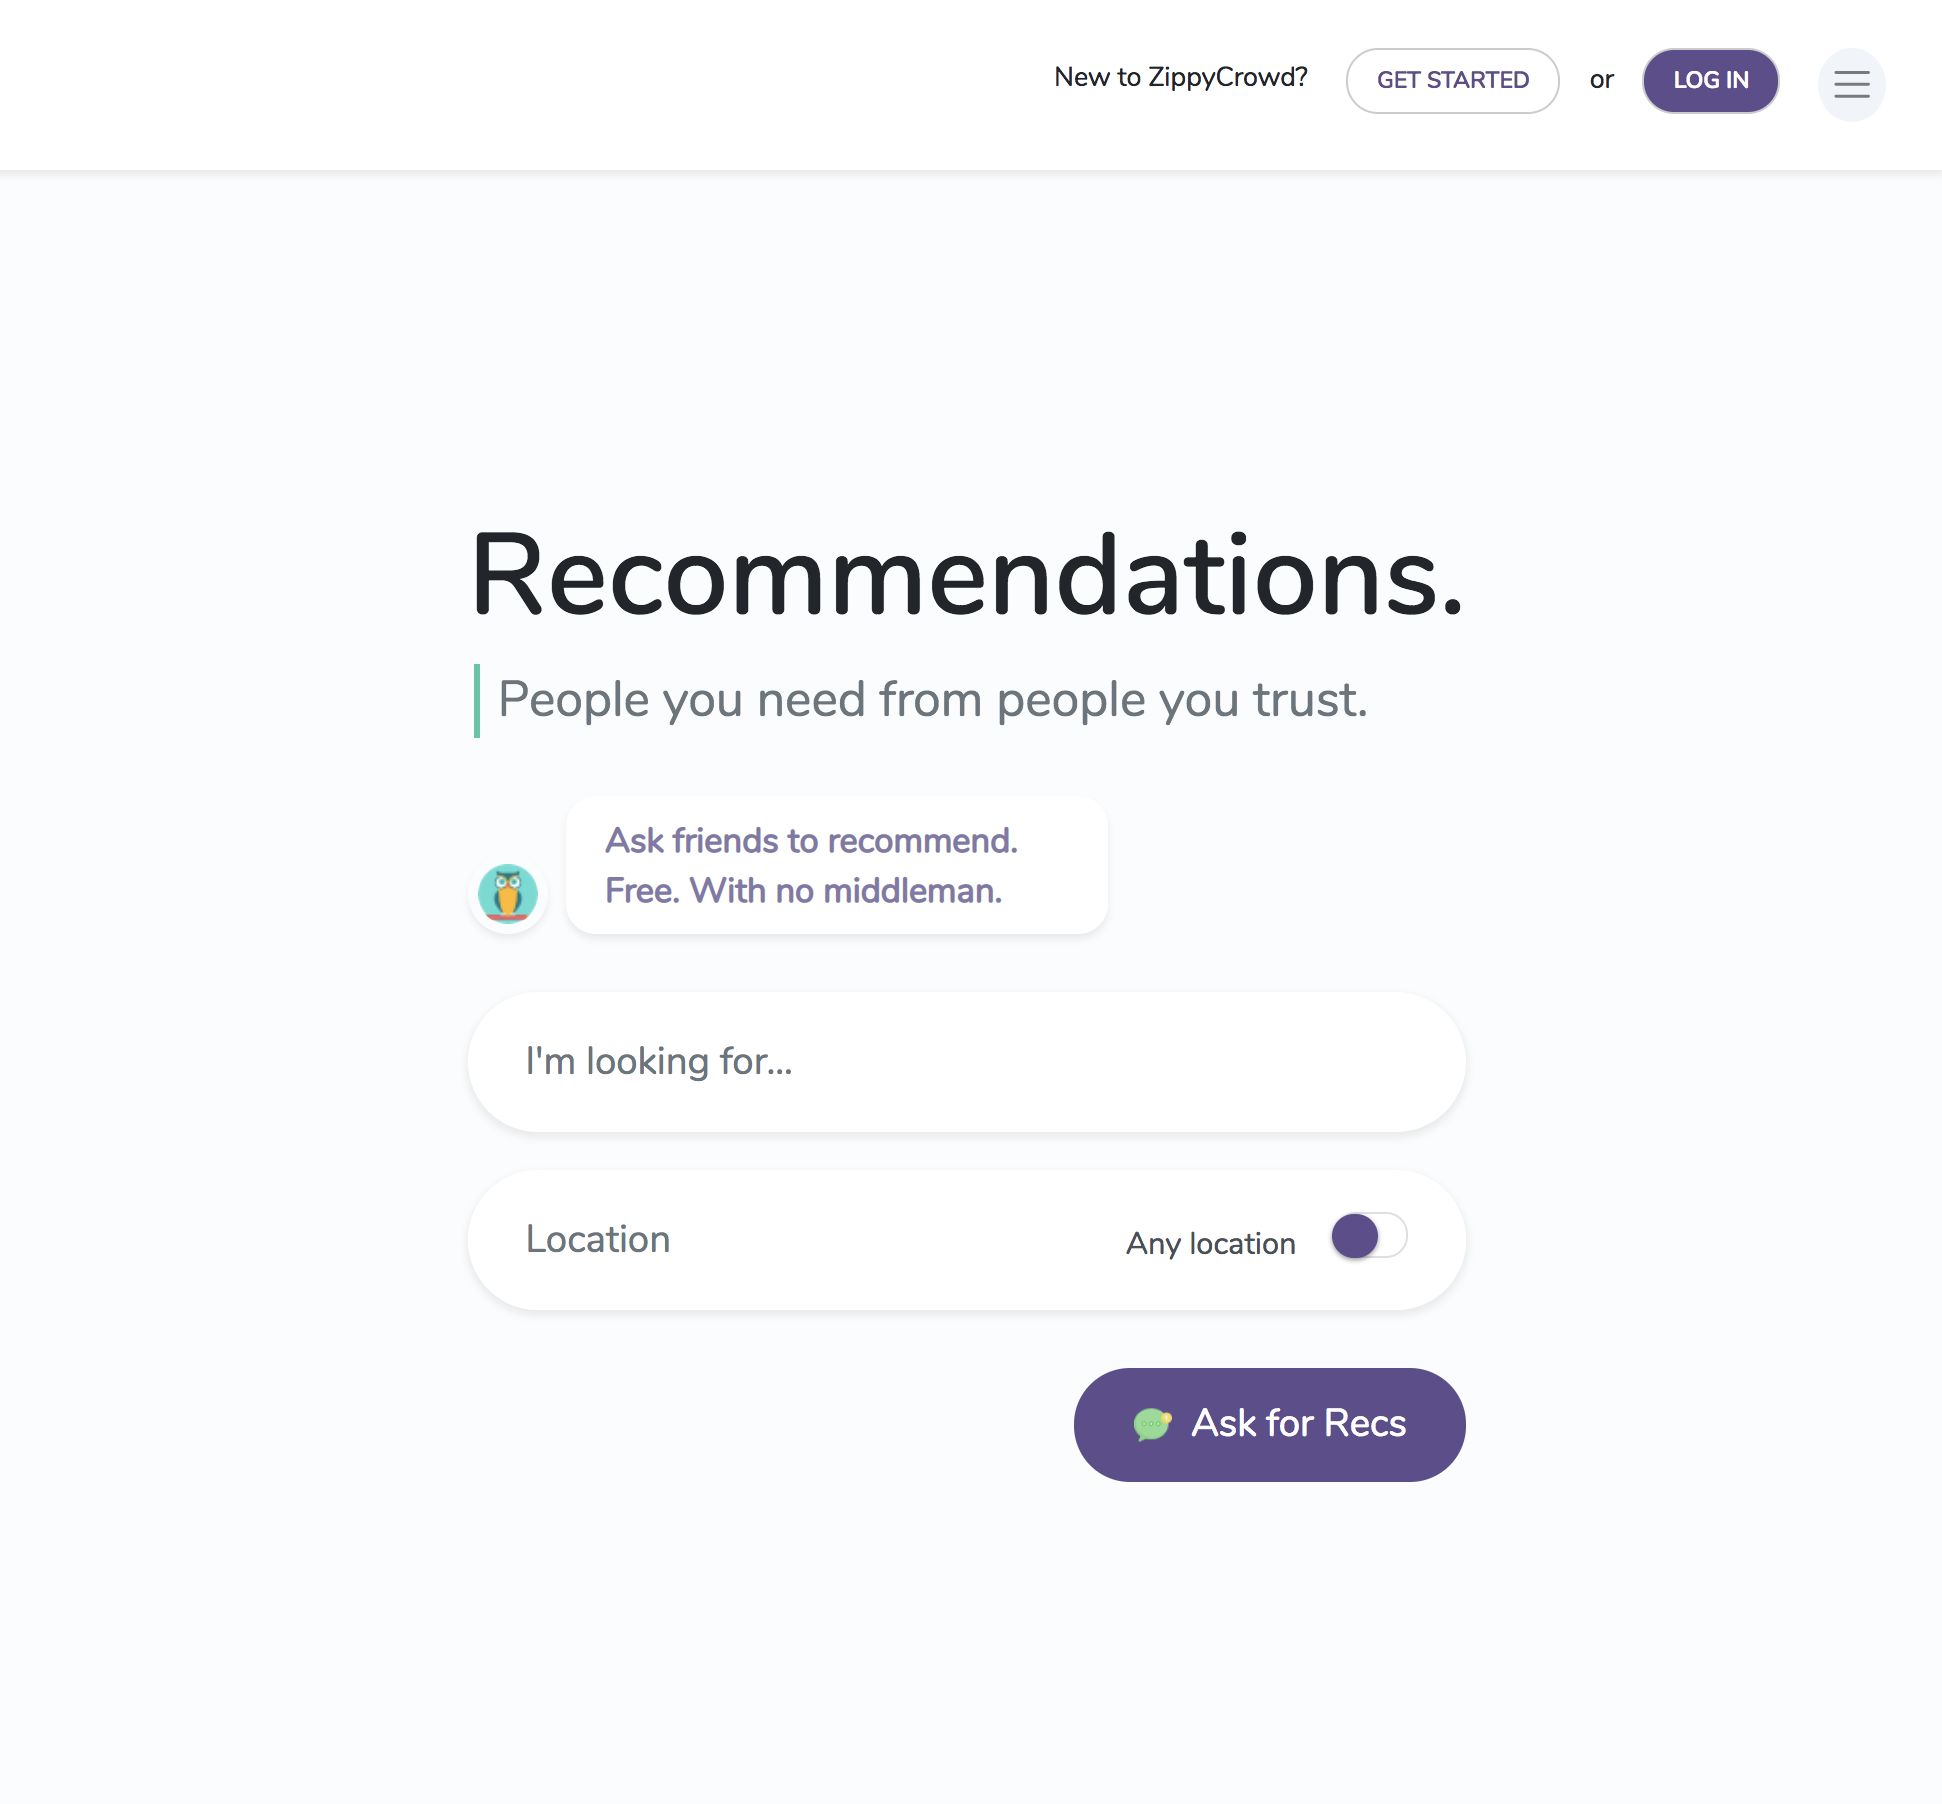 New to ZippyCrowd? GET STARTED or LOG IN
Recommendations.
People you need from people you trust.
Ask friends to recommend.
Free. With no middleman.
I'm looking for...
Location Any location
Ask for Recs